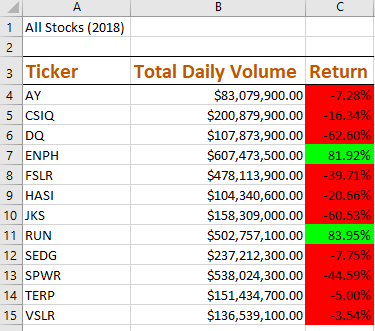 A B C
1 All Stocks (2018)
2
3 Ticker Total Daily Volume Return
4 AY $83,079,900.00 -7.28%
5 CSIQ $200,879,900.00 -16.34%
6 DQ $107,873,900.00 -62.60%
7 ENPH $607,473,500.00 81.92%
8 FSLR $478,113,900.00 -39.71%
9 HASI $104,340,600.00 -20.66%
10 JKS $158,309,000.00 -60.53%
11 RUN $502,757,100.00 83.95%
12 SEDG $237,212,300.00 -7.75%
13 SPWR $538,024,300.00 -44.59%
14 TERP $151,434,700.00 -5.00%
15 VSLR $136,539,100.00 -3.54%